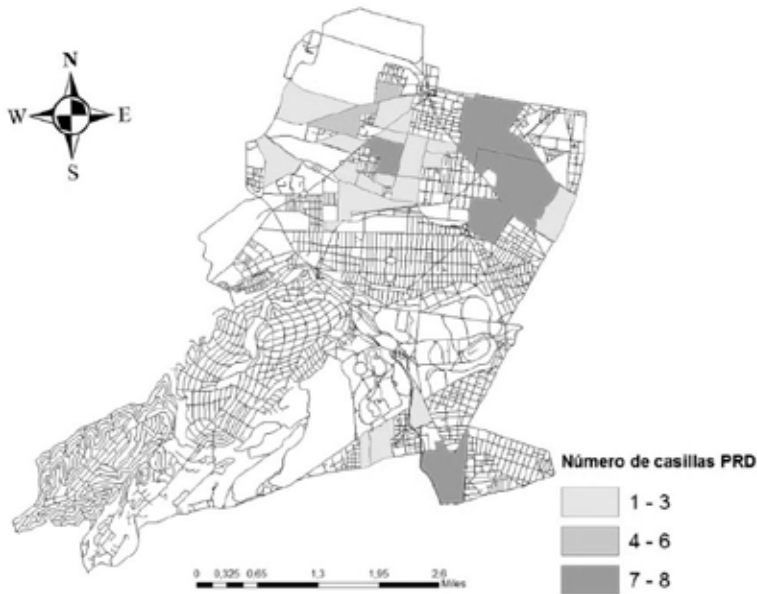 N
W E
S
Número de casillas PRD
1 - 3
4 - 6
7 - 8
0 0,325 0,65 1,3 1,95 2,6
Miles